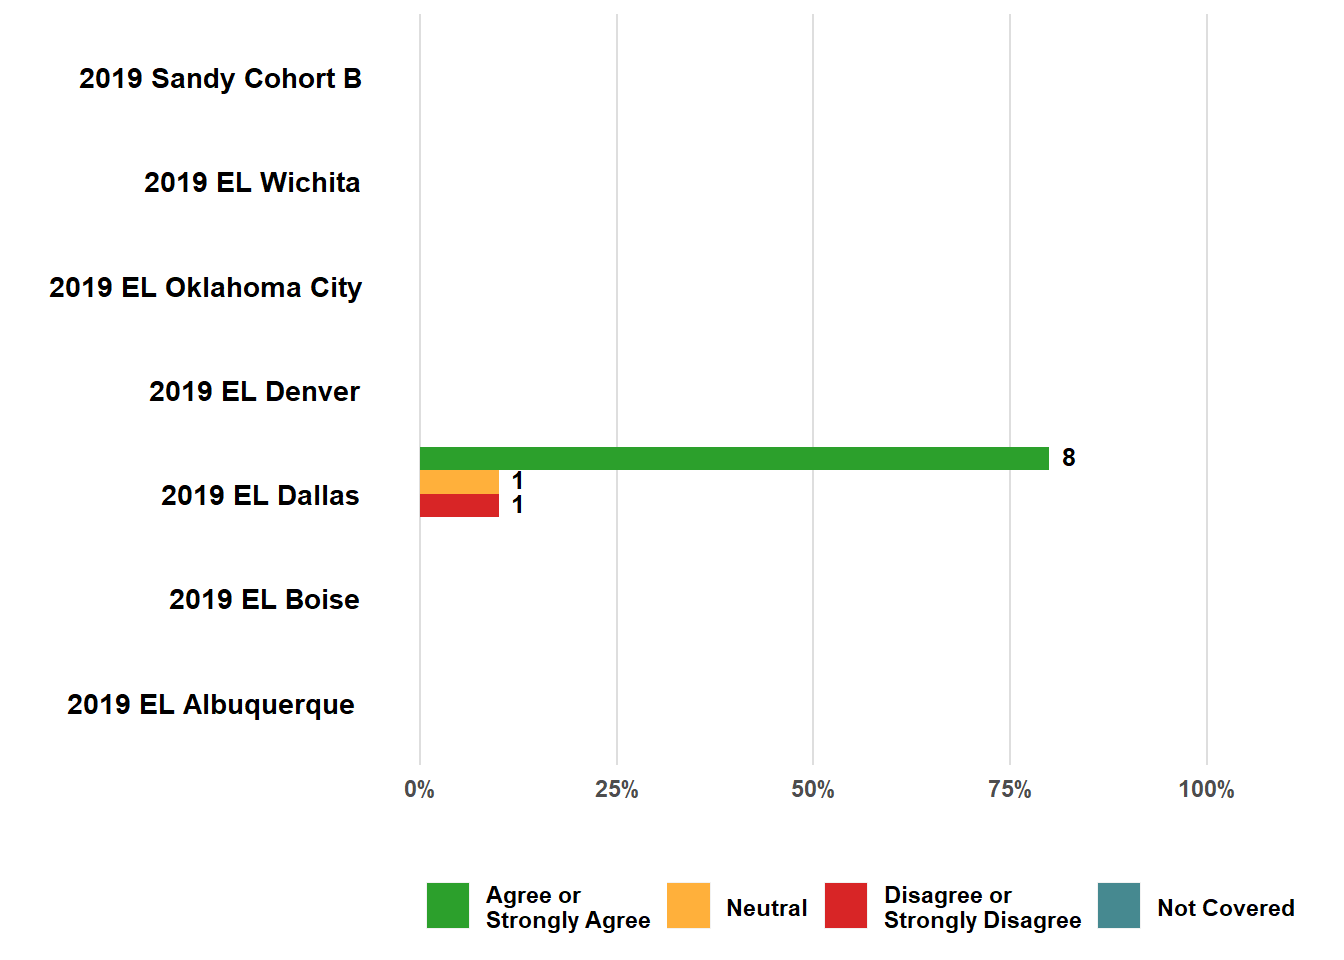 2019 Sandy Cohort B
2019 EL Wichita
2019 EL Oklahoma City
2019 EL Denver
8
1
2019 EL Dallas
1
2019 EL Boise
2019 EL Albuquerque
0% 25% 50% 75% 100%
Agree or
Strongly Agree
Neutral
Disagree or
Strongly Disagree
Not Covered